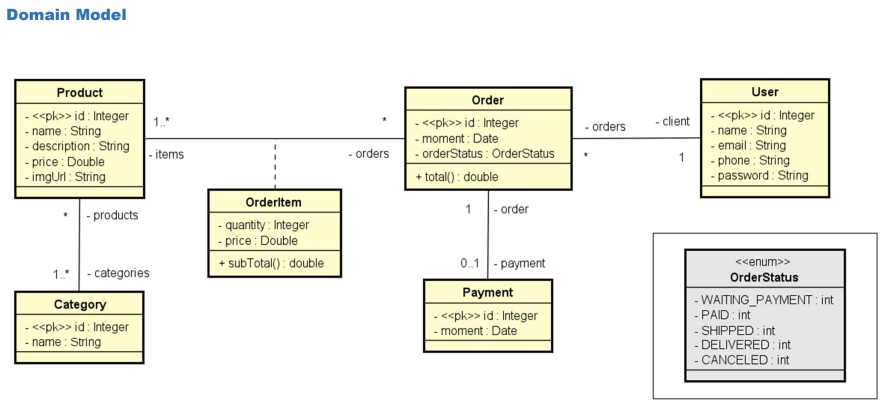 Domain Model
Product
- <<pk>> id : Integer
- name : String
- description : String
- price : Double
- imgUrl : String
1..*
- items
*
- orders
Order
- <<pk>> id : Integer
- moment : Date
- orderStatus : OrderStatus
+ total() : double
- orders
*
- client
1
User
- <<pk>> id : Integer
- name : String
- email : String
- phone : String
- password : String
OrderItem
- quantity : Integer
- price : Double
+ subTotal() : double
* - products
1..* - categories
Category
- <<pk>> id : Integer
- name : String
1 - order
0..1 - payment
Payment
- <<pk>> id : Integer
- moment : Date
<<enum>>
OrderStatus
- WAITING_PAYMENT : int
- PAID : int
- SHIPPED : int
- DELIVERED : int
- CANCELED : int